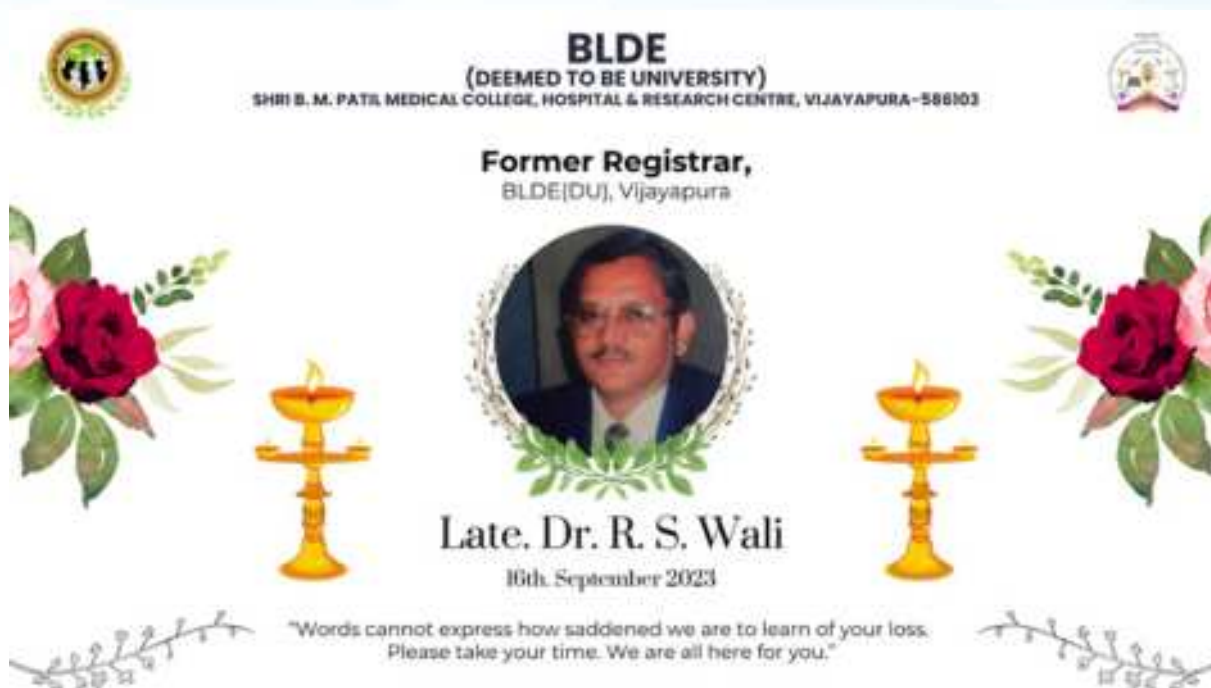 BLDE
(DEEMED TO BE UNIVERSITY)
SHRI B. M. PATIL MEDICAL COLLEGE, HOSPITAL & RESEARCH CENTRE, VIJAYAPURA-586103
Former Registrar,
BLDE(DU), Vijayapura
Late. Dr. R. S. Wali
16th. September 2023
"Words cannot express how saddened we are to learn of your loss.
Please take your time. We are all here for you."